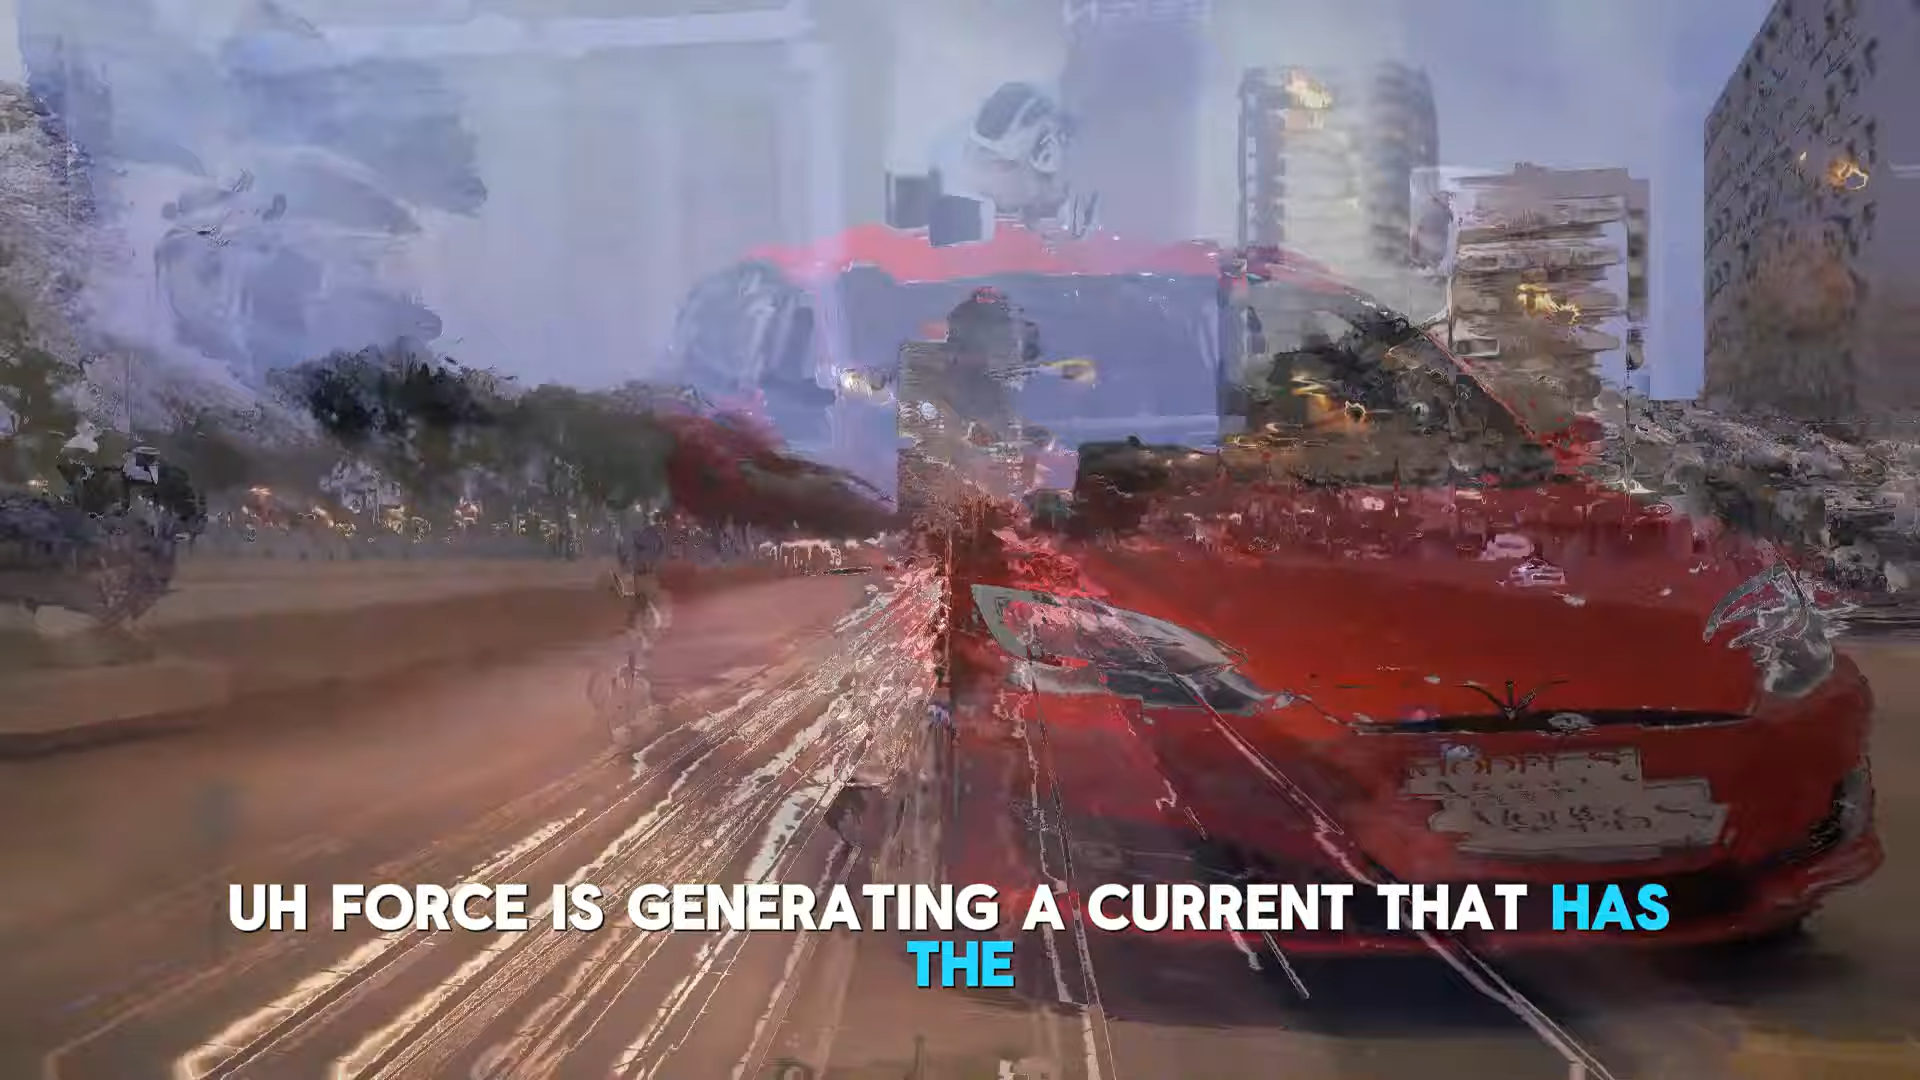 UH FORCE IS GENERATING A CURRENT THAT HAS
THE